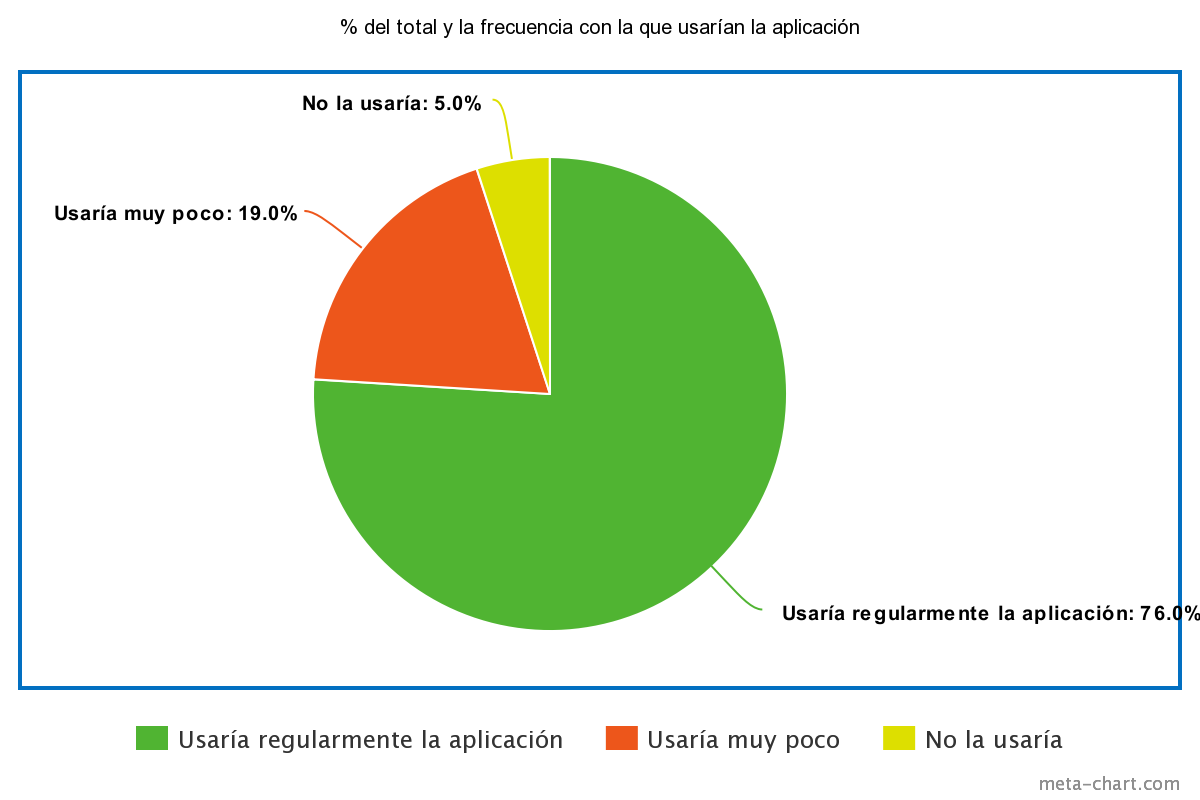 % del total y la frecuencia con la que usarían la aplicación
No la usaría: 5.0%
Usaría muy poco: 19.0%
Usaría regularmente la aplicación: 76.0%
Usaría regularmente la aplicación
Usaría muy poco
No la usaría
meta-chart.com